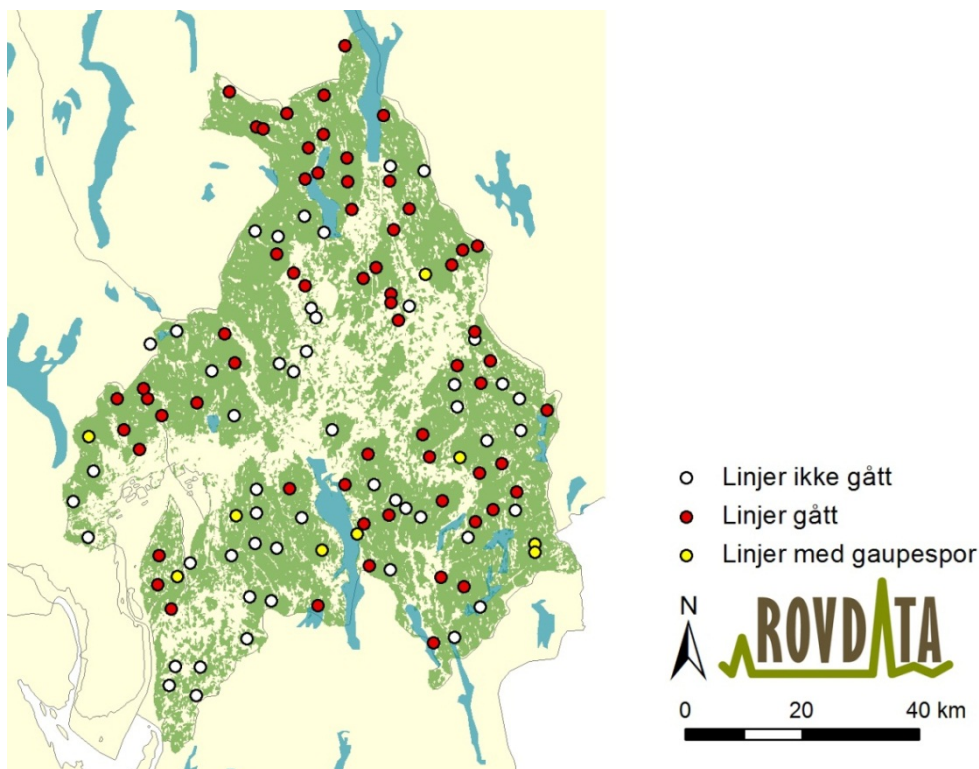 Linjer ikke gått
Linjer gått
Linjer med gaupespor
N
ROVDATA
0 20 40 km